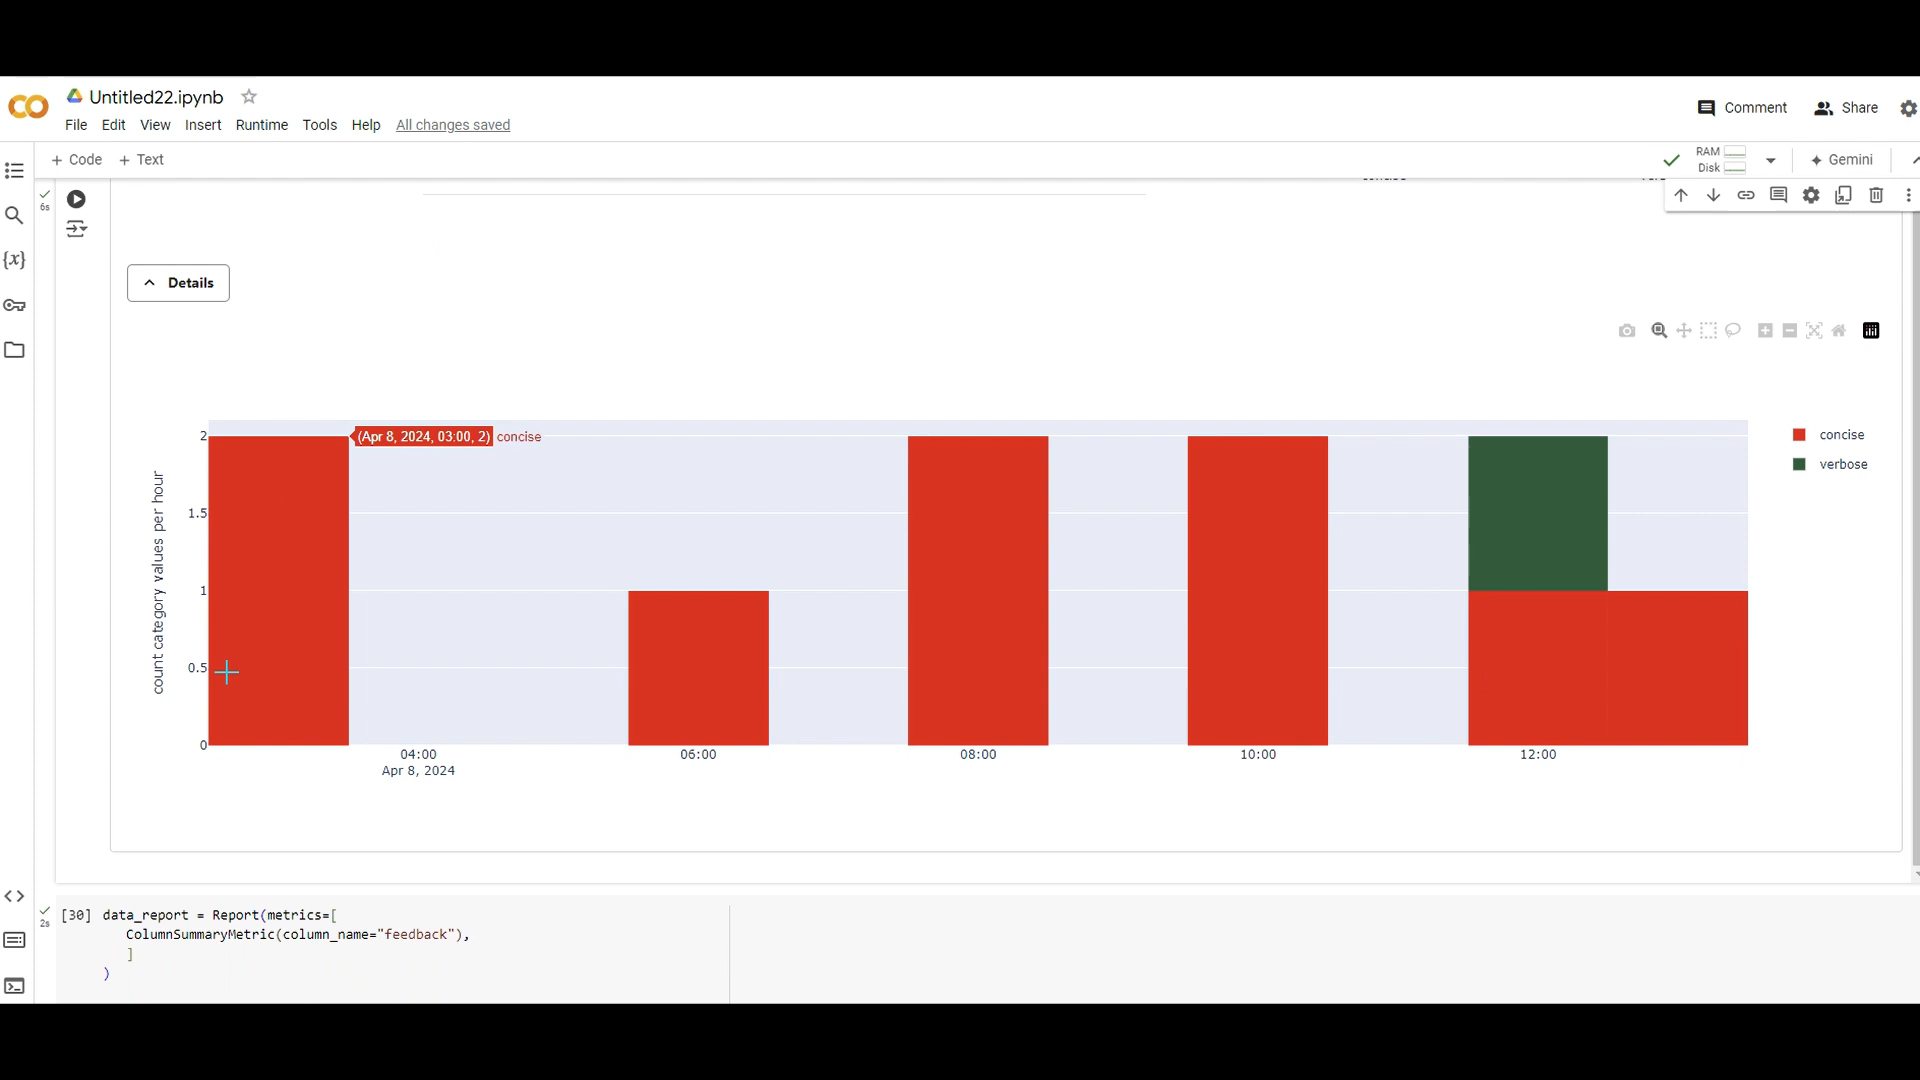 Untitled22.ipynb
File Edit View Insert Runtime Tools Help All changes saved
Comment Share
+ Code + Text
RAM
Disk
Gemini
6s
{x}
Details
count category values per hour
2
1.5
1
0.5
0
(Apr 8, 2024, 03:00, 2) concise
concise
verbose
04:00 06:00 08:00 10:00 12:00
Apr 8, 2024
2s
[30] data_report = Report(metrics=[
ColumnSummaryMetric(column_name="feedback"),
]
)